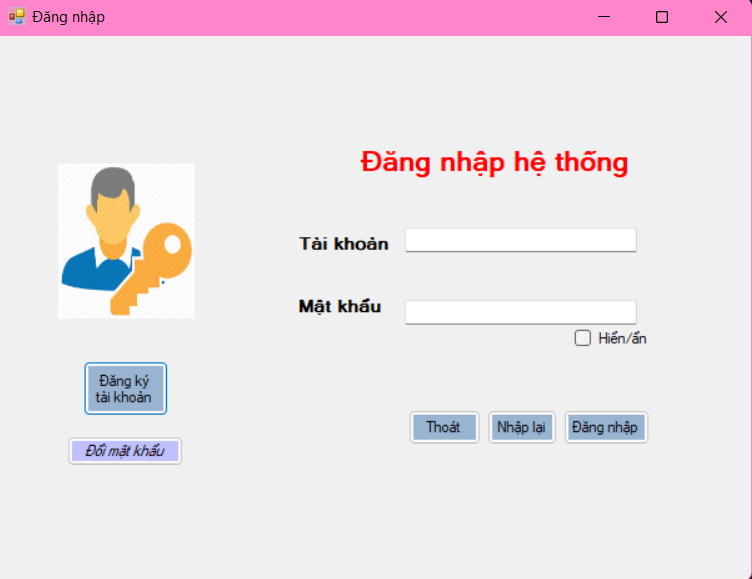 Đăng nhập
Đăng nhập hệ thống
Tài khoản
Mật khẩu
Hiển/ẩn
Đăng ký
tài khoản
Đổi mật khẩu
Thoát
Nhập lại
Đăng nhập